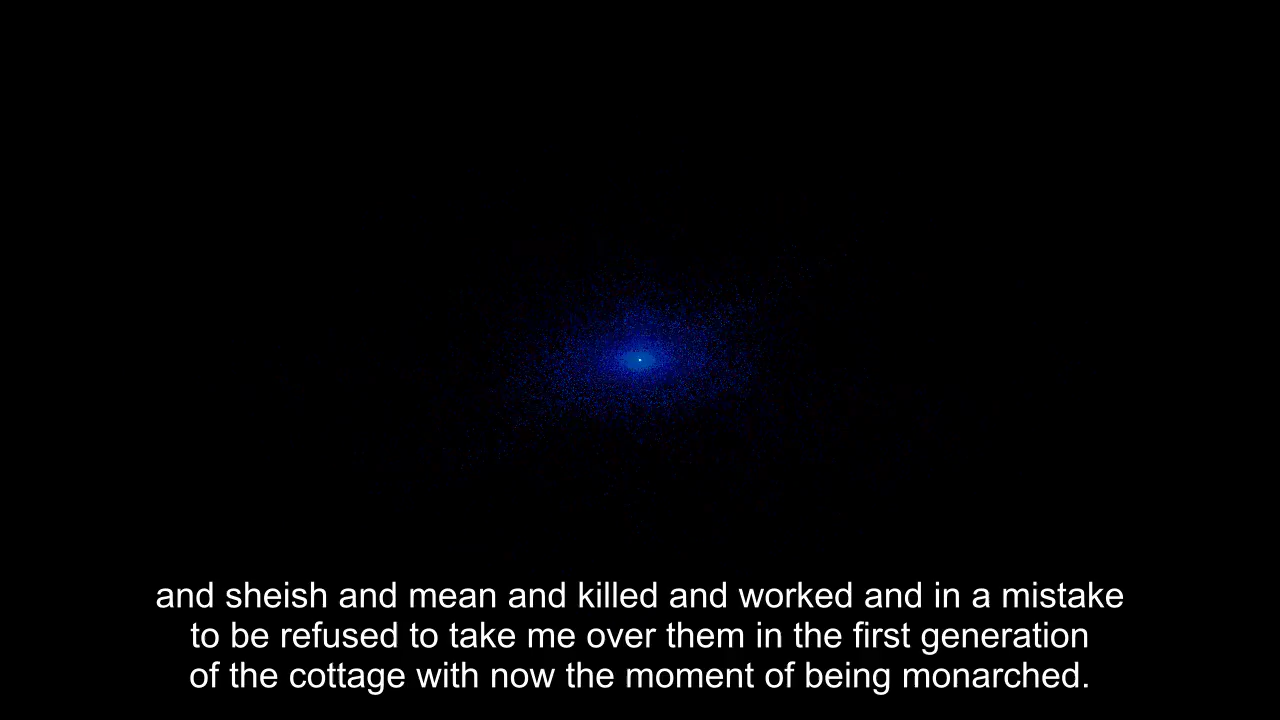 and sheish and mean and killed and worked and in a mistake
to be refused to take me over them in the first generation
of the cottage with now the moment of being monarched.